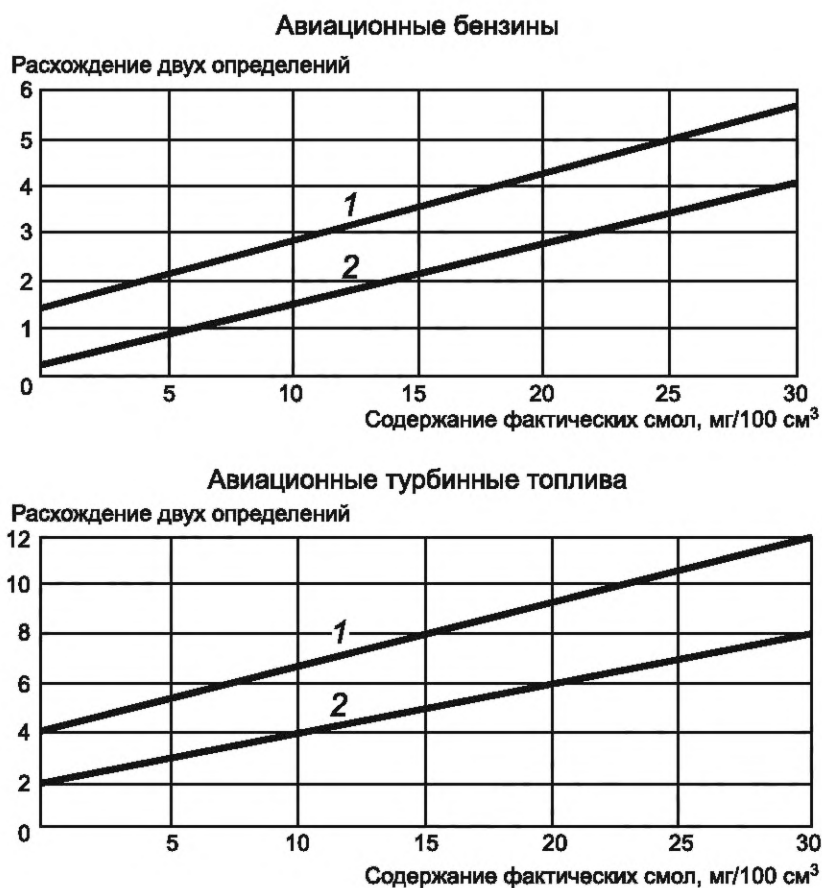 Авиационные бензины
Расхождение двух определений
6
5
4
3
2
1
0
1
2
5 10 15 20 25 30
Содержание фактических смол, мг/100 см³
Авиационные турбинные топлива
Расхождение двух определений
12
10
8
6
4
2
0
1
2
5 10 15 20 25 30
Содержание фактических смол, мг/100 см³